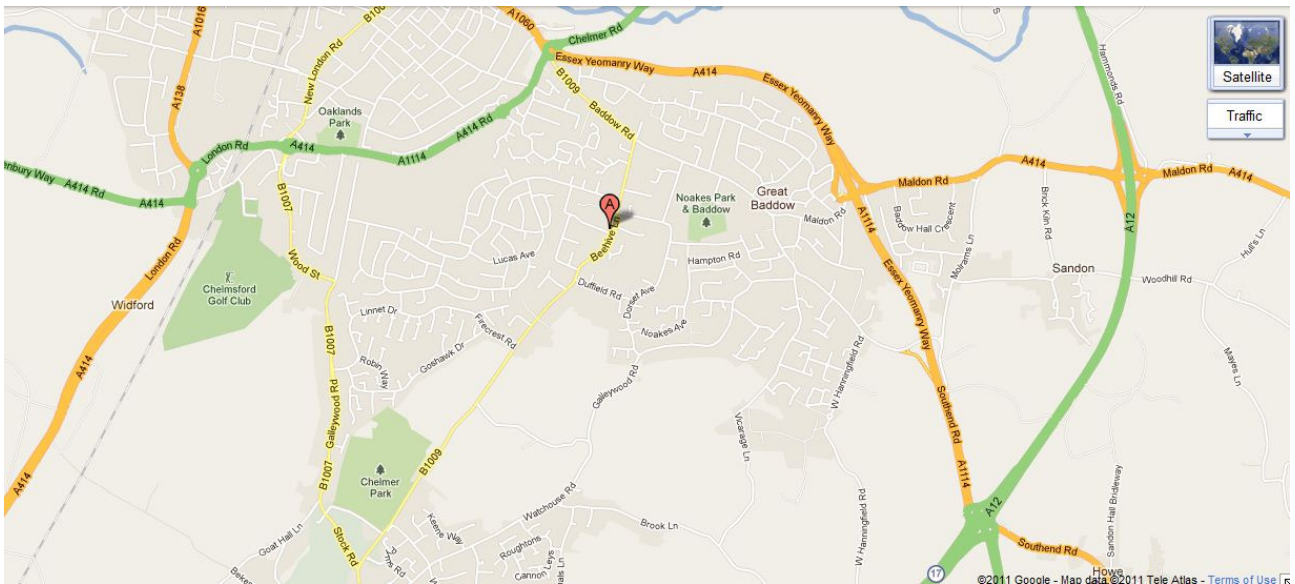 A1016
A1060
Chelmer Rd
New London Rd
B1009
Essex Yeomanry Way
A414
Essex Yeomanry Way
Hammonds Rd
Satellite
Traffic
A138
Oaklands
Park
Baddow Rd
London Rd
A414
A1114
A414 Rd
A414
Maldon Rd
Maldon Rd
A414
enbury Way
A414 Rd
A414
B1007
A
Noakes Park
& Baddow
Great
Baddow
Maldon Rd
A1114
Baddow Hall Crescent
Brick Kiln Rd
A12
Hull's Ln
London Rd
Wood St
Lucas Ave
Beehive Ln
Hampton Rd
Essex Yeomanry Way
Molrams Ln
Sandon
Woodhill Rd
Chelmsford
Golf Club
Widford
Duffield Rd
Dorset Ave
Linnet Dr
Firecrest Rd
Noakes Ave
B1007
Robin Way
Goshawk Dr
Galleywood Rd
W Hanningfield Rd
Mayes Ln
A414
Galleywood Rd
Southend Rd
Vicarage Ln
B1009
A1114
Chelmer
Park
B1007
Sandon Hall Bridleway
A414
Watchouse Rd
Brook Ln
W Hanningfield Rd
A12
Goat Hall Ln
Stock Rd
Keene Way
Roughtons
Cannon Leys
Southend Rd
17
Howe
©2011 Google - Map data ©2011 Tele Atlas - Terms of Use